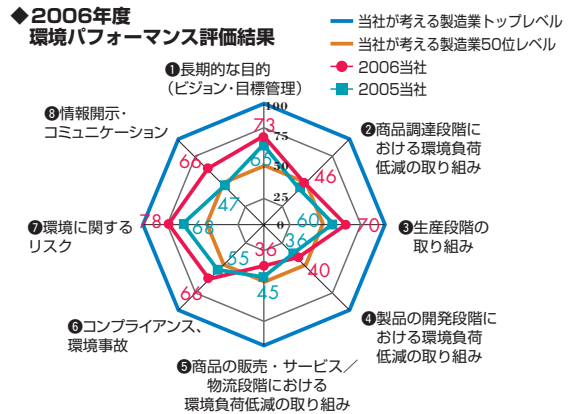 ◆2006年度
環境パフォーマンス評価結果
当社が考える製造業トップレベル
当社が考える製造業50位レベル
2006当社
2005当社
❶長期的な目的
(ビジョン・目標管理)
❷商品調達段階に
おける環境負荷
低減の取り組み
❸生産段階の
取り組み
❹製品の開発段階に
おける環境負荷
低減の取り組み
❺商品の販売・サービス／
物流段階における
環境負荷低減の取り組み
❻コンプライアンス、
環境事故
❼環境に関する
リスク
❽情報開示・
コミュニケーション
100
75
50
25
0
73
65
46
70
60
40
36
36
45
66
55
78
68
66
47